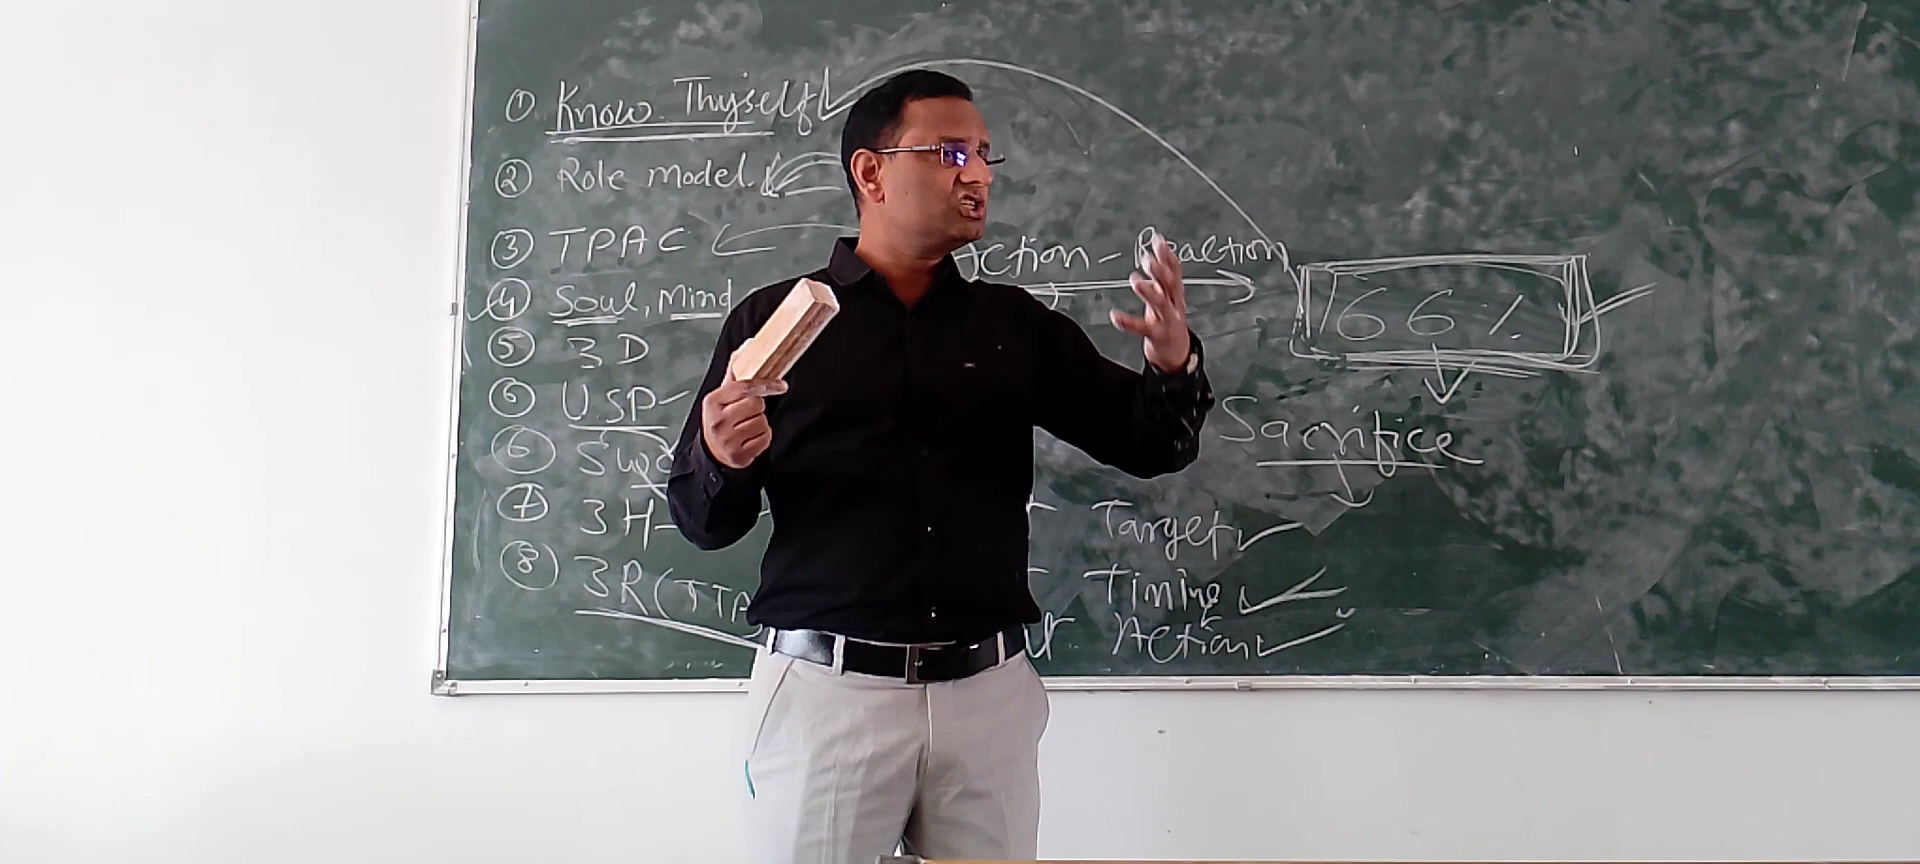 ① Know Thyself
② Role model.
③ TPAC
Action - Reaction
④ Soul, Mind
66%
⑤ 3D
⑥ USP-
Sacrifice
⑥
⑦ 3H- Target
⑧ 3R(TTA Timing
Action